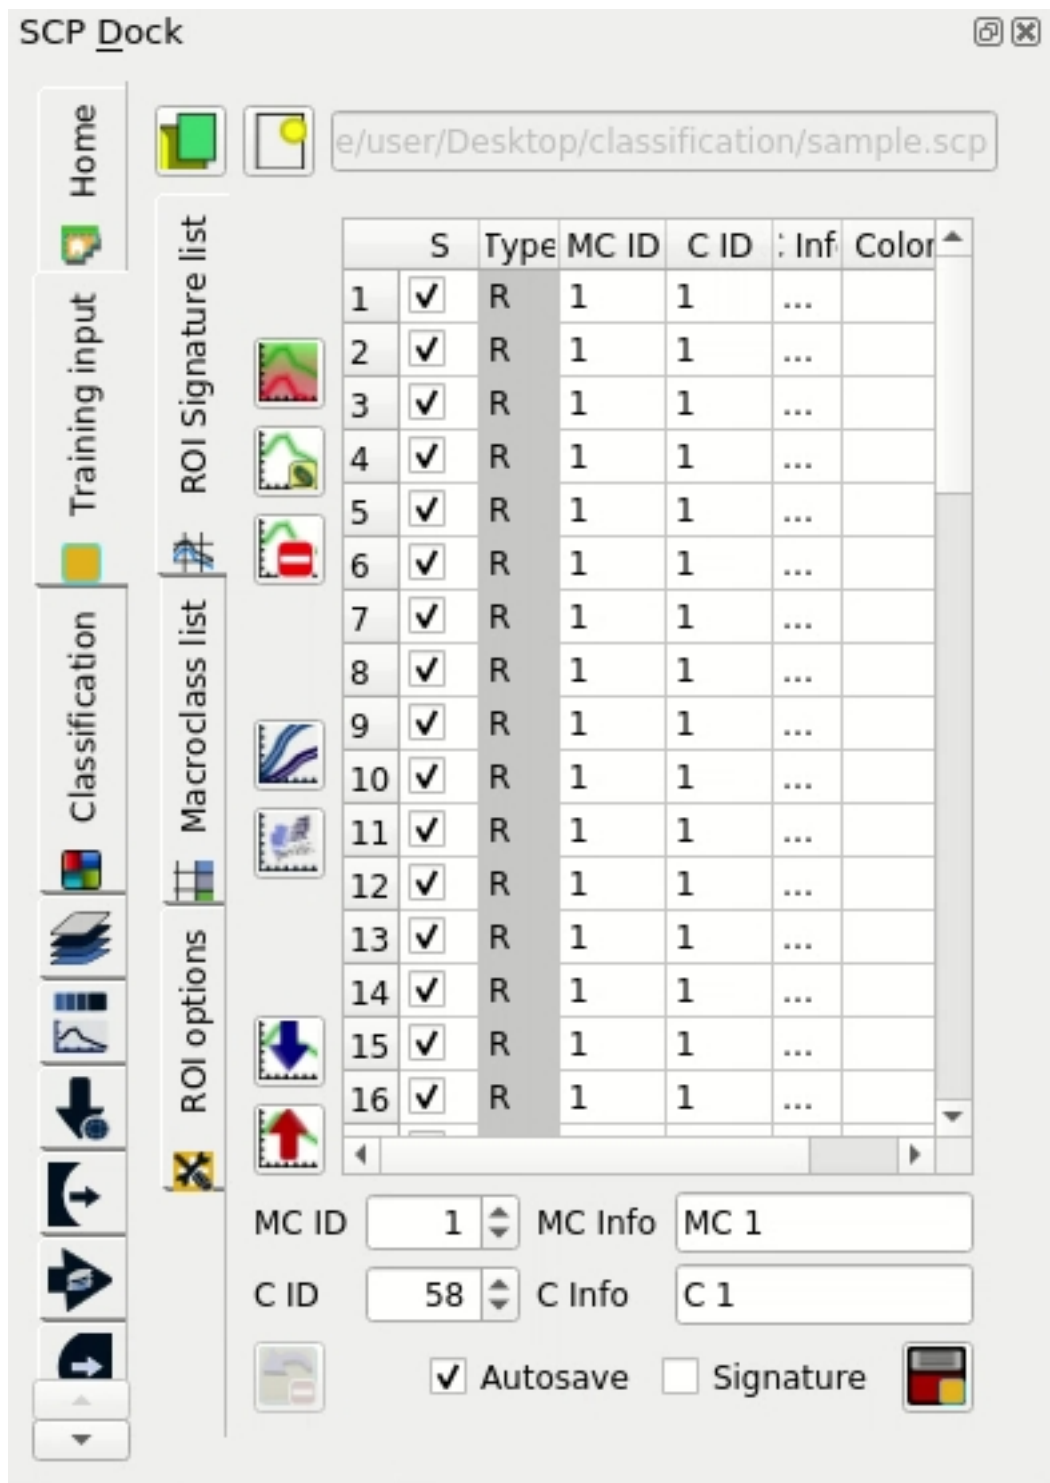 SCP Dock
Home
Training input
Classification
ROI Signature list
Macroclass list
ROI options
e/user/Desktop/classification/sample.scp
S Type MC ID C ID : Inf Color
1 R 1 1 ...
2 R 1 1 ...
3 R 1 1 ...
4 R 1 1 ...
5 R 1 1 ...
6 R 1 1 ...
7 R 1 1 ...
8 R 1 1 ...
9 R 1 1 ...
10 R 1 1 ...
11 R 1 1 ...
12 R 1 1 ...
13 R 1 1 ...
14 R 1 1 ...
15 R 1 1 ...
16 R 1 1 ...
MC ID 1 MC Info MC 1
C ID 58 C Info C 1
Autosave Signature